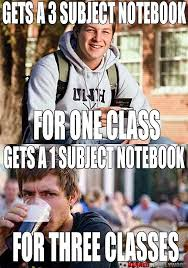 GETS A 3 SUBJECT NOTEBOOK
FOR ONE CLASS
GETS A 1 SUBJECT NOTEBOOK
FOR THREE CLASSES